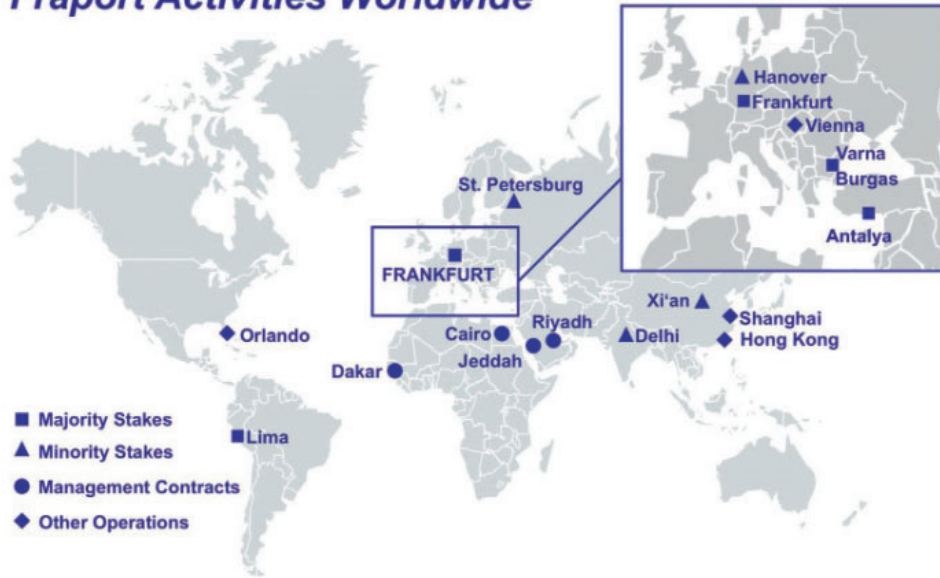 Fraport Activities Worldwide
Hanover
Frankfurt
Vienna
Varna
Burgas
Antalya
St. Petersburg
FRANKFURT
Xi'an
Shanghai
Orlando
Cairo
Riyadh
Delhi
Hong Kong
Dakar
Jeddah
Lima
Majority Stakes
Minority Stakes
Management Contracts
Other Operations